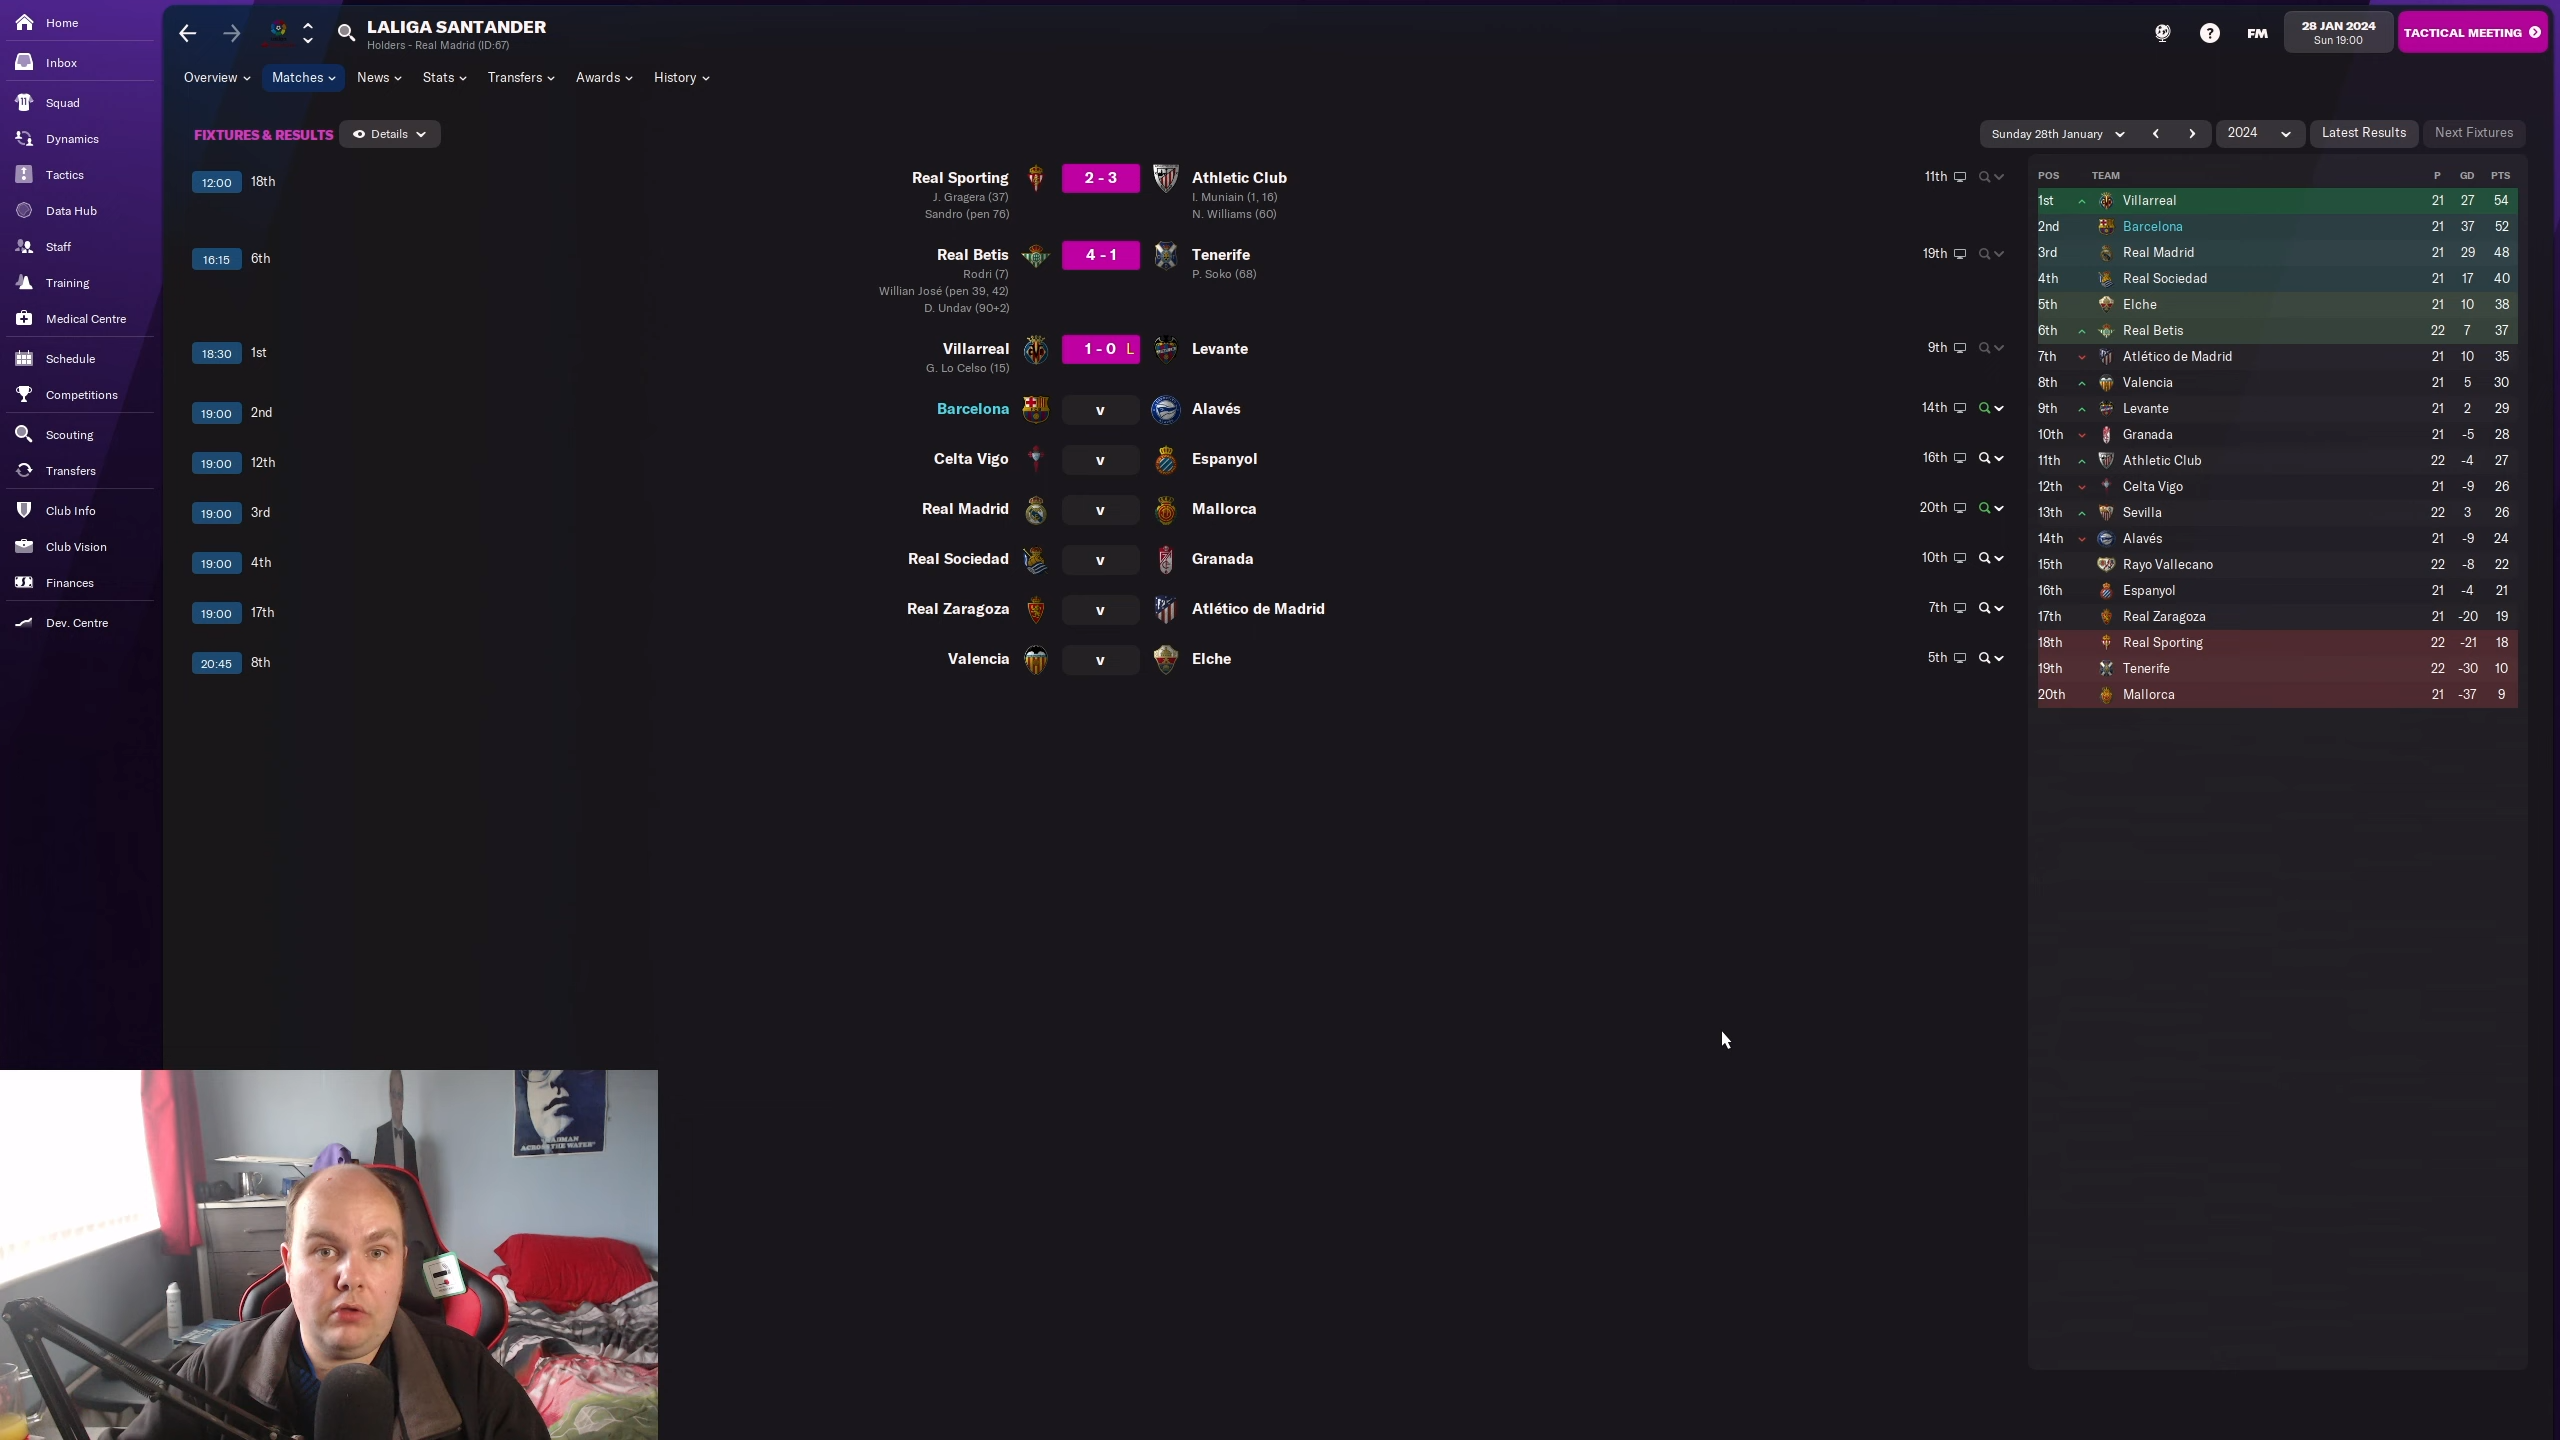 Home
Inbox
Squad
Dynamics
Tactics
Data Hub
Staff
Training
Medical Centre
Schedule
Competitions
Scouting
Transfers
Club Info
Club Vision
Finances
Dev. Centre
LALIGA SANTANDER
Holders - Real Madrid (ID:67)
FM
28 JAN 2024
Sun 19:00
TACTICAL MEETING
Overview Matches News Stats Transfers Awards History
FIXTURES & RESULTS Details
Sunday 28th January 2024 Latest Results Next Fixtures
12:00 18th Real Sporting 2 - 3 Athletic Club 11th
J. Gragera (37) I. Muniain (1, 16)
Sandro (pen 76) N. Williams (60)
16:15 6th Real Betis 4 - 1 Tenerife 19th
Rodri (7) P. Soko (68)
Willian José (pen 39, 42)
D. Undav (90+2)
18:30 1st Villarreal 1 - 0 L Levante 9th
G. Lo Celso (15)
19:00 2nd Barcelona v Alavés 14th
19:00 12th Celta Vigo v Espanyol 16th
19:00 3rd Real Madrid v Mallorca 20th
19:00 4th Real Sociedad v Granada 10th
19:00 17th Real Zaragoza v Atlético de Madrid 7th
20:45 8th Valencia v Elche 5th
POS TEAM P GD PTS
1st Villarreal 21 27 54
2nd Barcelona 21 37 52
3rd Real Madrid 21 29 48
4th Real Sociedad 21 17 40
5th Elche 21 10 38
6th Real Betis 22 7 37
7th Atlético de Madrid 21 10 35
8th Valencia 21 5 30
9th Levante 21 2 29
10th Granada 21 -5 28
11th Athletic Club 22 -4 27
12th Celta Vigo 21 -9 26
13th Sevilla 22 3 26
14th Alavés 21 -9 24
15th Rayo Vallecano 22 -8 22
16th Espanyol 21 -4 21
17th Real Zaragoza 21 -20 19
18th Real Sporting 22 -21 18
19th Tenerife 22 -30 10
20th Mallorca 21 -37 9
ACROSS THE WATER